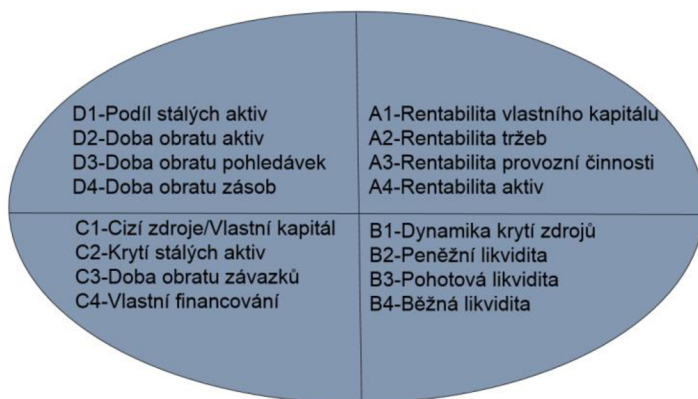 D1-Podíl stálých aktiv
D2-Doba obratu aktiv
D3-Doba obratu pohledávek
D4-Doba obratu zásob
A1-Rentabilita vlastního kapitálu
A2-Rentabilita tržeb
A3-Rentabilita provozní činnosti
A4-Rentabilita aktiv
C1-Cizí zdroje/Vlastní kapitál
C2-Krytí stálých aktiv
C3-Doba obratu závazků
C4-Vlastní financování
B1-Dynamika krytí zdrojů
B2-Peněžní likvidita
B3-Pohotová likvidita
B4-Běžná likvidita